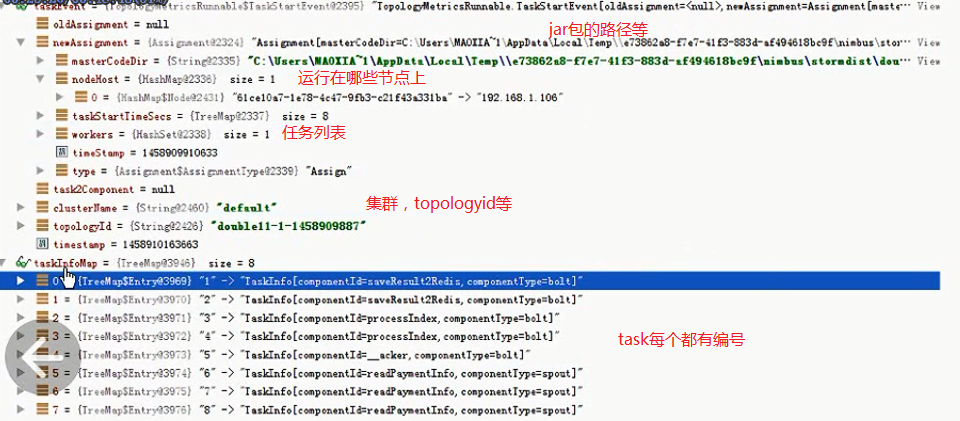 taskEvent = {TopologyMetricsRunnable$TaskStartEvent@2395} "TopologyMetricsRunnable.TaskStartEvent[oldAssignment=<null>,newAssignment=Assignment[master··· View
oldAssignment = null
jar包的路径等
newAssignment = {Assignment@2324} "Assignment[masterCodeDir=C:\Users\MAOXIA~1\AppData\Local\Temp\\e73862a8-f7e7-41f3-883d-af494618bc9f\nimbus\stor··· View
masterCodeDir = {String@2335} "C:\Users\MAOXIA~1\AppData\Local\Temp\\e73862a8-f7e7-41f3-883d-af494618bc9f\nimbus\stormdist\dou··· View
nodeHost = {HashMap@2336} size = 1 运行在哪些节点上
0 = {HashMap$Node@2431} "61ce10a7-1e78-4c47-9fb3-c21f43a331ba" -> "192.168.1.106"
taskStartTimeSecs = {TreeMap@2337} size = 8
workers = {HashSet@2338} size = 1 任务列表
timeStamp = 1458909910633
type = {Assignment$AssignmentType@2339} "Assign"
task2Component = null
clusterName = {String@2460} "default" 集群，topologyid等
topologyId = {String@2426} "double11-1-1458909887"
timestamp = 1458910163663
taskInfoMap = {TreeMap@3946} size = 8
0 = {TreeMap$Entry@3969} "1" -> "TaskInfo[componentId=saveResult2Redis, componentType=bolt]"
1 = {TreeMap$Entry@3970} "2" -> "TaskInfo[componentId=saveResult2Redis, componentType=bolt]"
2 = {TreeMap$Entry@3971} "3" -> "TaskInfo[componentId=processIndex, componentType=bolt]"
3 = {TreeMap$Entry@3972} "4" -> "TaskInfo[componentId=processIndex, componentType=bolt]"
task每个都有编号
4 = {TreeMap$Entry@3973} "5" -> "TaskInfo[componentId=__acker, componentType=bolt]"
5 = {TreeMap$Entry@3974} "6" -> "TaskInfo[componentId=readPaymentInfo, componentType=spout]"
6 = {TreeMap$Entry@3975} "7" -> "TaskInfo[componentId=readPaymentInfo, componentType=spout]"
7 = {TreeMap$Entry@3976} "8" -> "TaskInfo[componentId=readPaymentInfo, componentType=spout]"